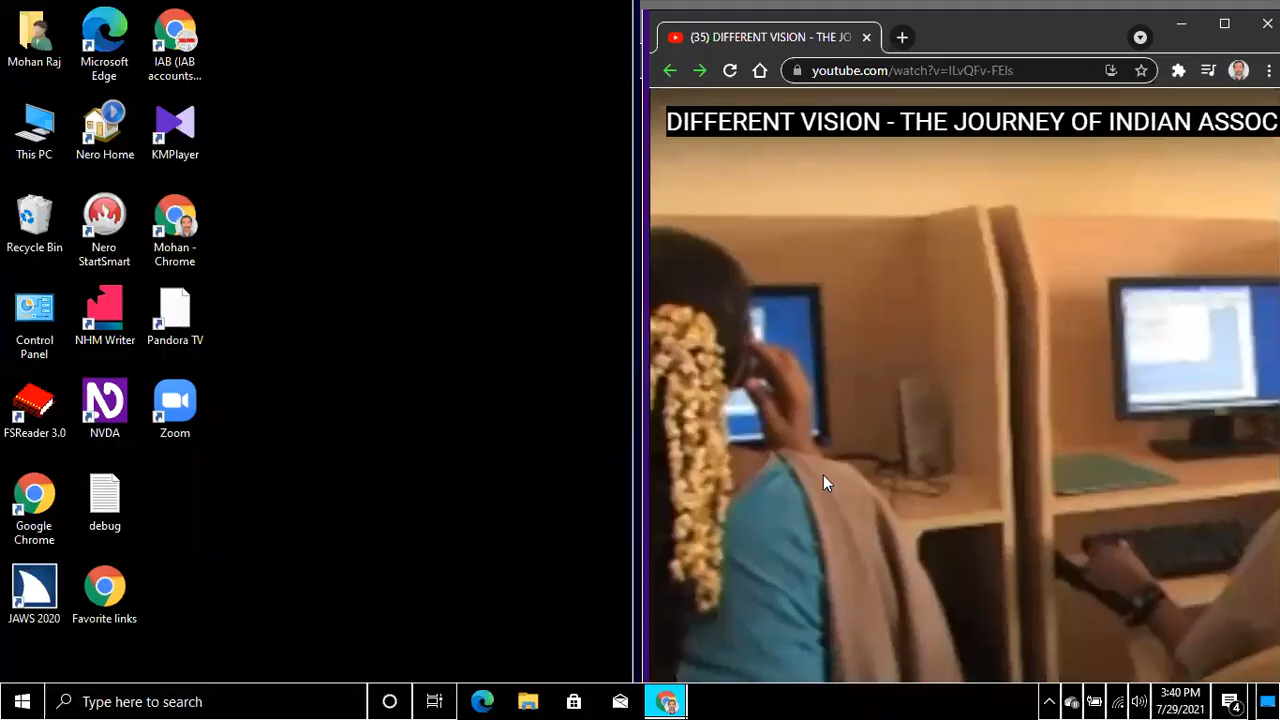 Mohan Raj
Microsoft
Edge
IAB (IAB
accounts...
This PC
Nero Home
KMPlayer
Recycle Bin
Nero
StartSmart
Mohan -
Chrome
Control
Panel
NHM Writer
Pandora TV
FSReader 3.0
NVDA
Zoom
Google
Chrome
debug
JAWS 2020
Favorite links
(35) DIFFERENT VISION - THE JO
youtube.com/watch?v=ILvQFv-FEIs
DIFFERENT VISION - THE JOURNEY OF INDIAN ASSOC
Type here to search
3:40 PM
7/29/2021
4